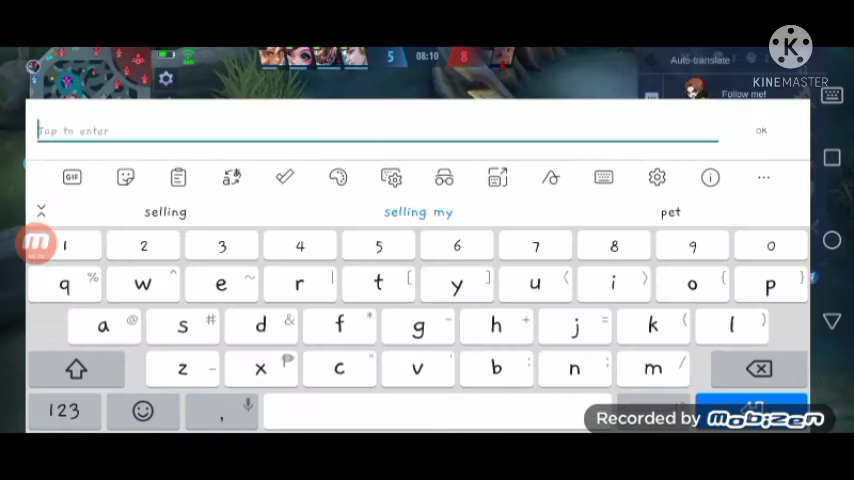 5 08:10 8
Auto-translate
K
KINEMASTER
Follow me!
Tap to enter
OK
GIF
selling selling my pet
1 2 3 4 5 6 7 8 9 0
q % w ^ e ~ r | t [ y ] u < i > o { p }
a @ s # d & f * g - h + j = k ( l )
z _ x c " v ' b : n ; m /
123 ,
Recorded by Mobizen